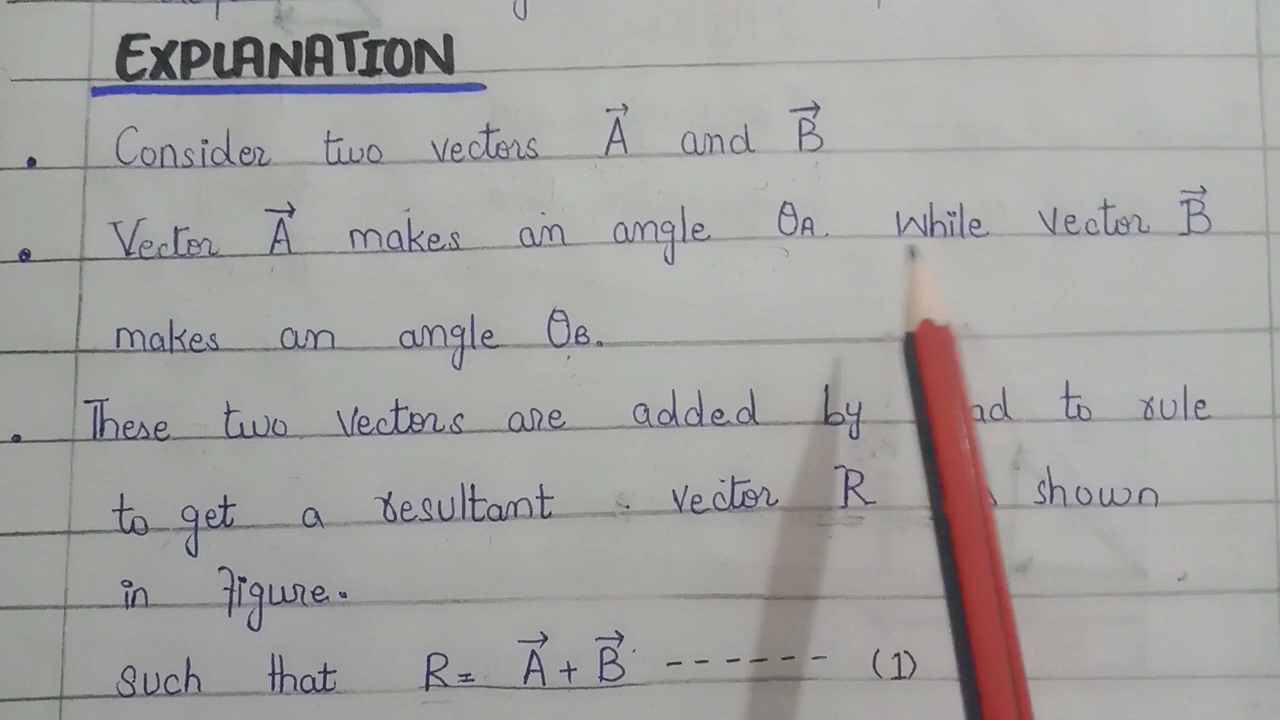 EXPLANATION
• Consider two vectors A⃗ and B⃗
• Vector A⃗ makes an angle θA. While vector B⃗
makes an angle θB.
• These two vectors are added by to rule
to get a resultant vector R shown
in figure.
such that R = A⃗ + B⃗ ------ (1)